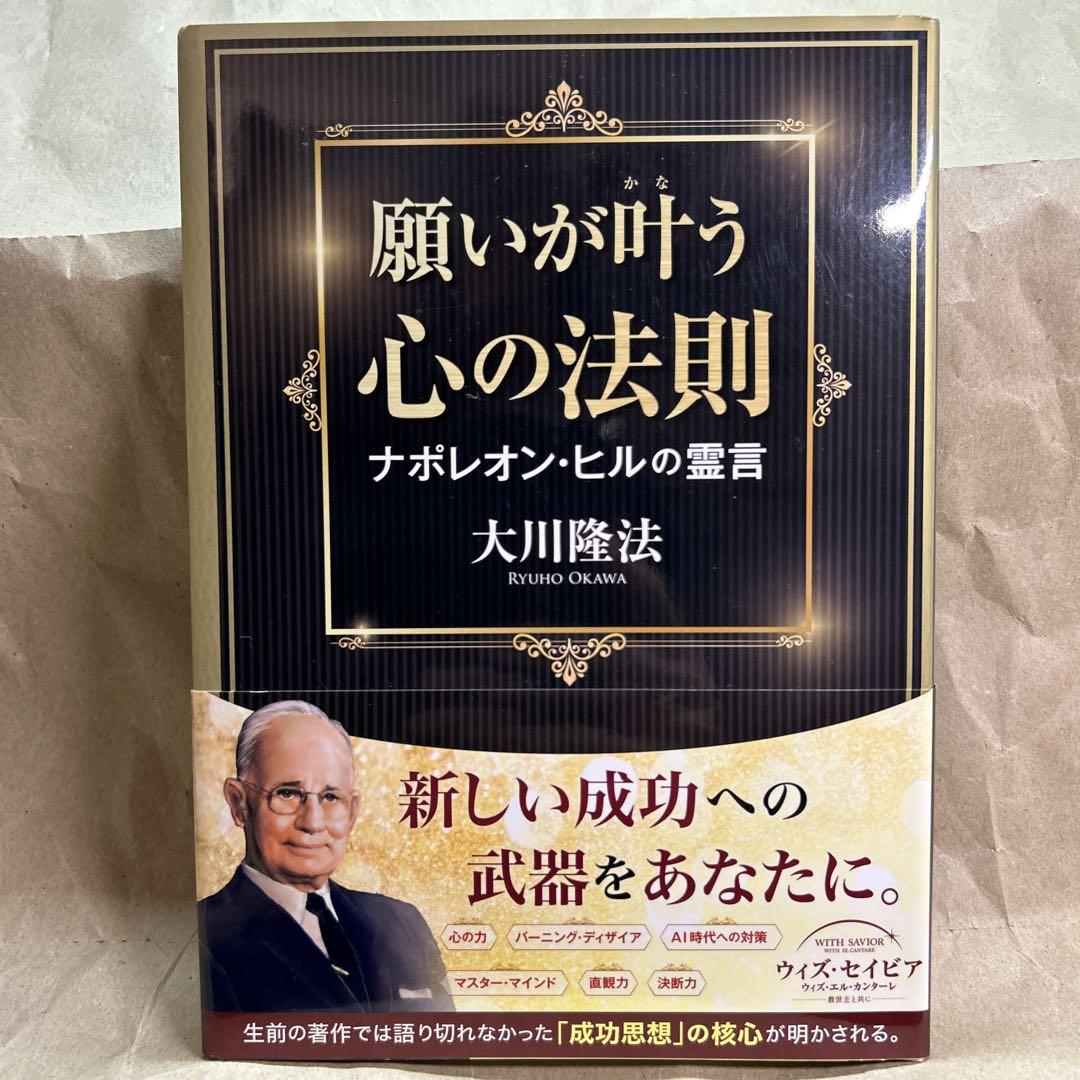 かな
願いが叶う
心の法則
ナポレオン・ヒルの霊言
大川隆法
RYUHO OKAWA
新しい成功への
武器をあなたに。
心の力
バーニング・ディザイア
AI時代への対策
マスター・マインド
直観力
決断力
WITH SAVIOR
WITH EL CANTARE
ウィズ・セイビア
ウィズ・エル・カンターレ
救世主と共に
生前の著作では語り切れなかった「成功思想」の核心が明かされる。